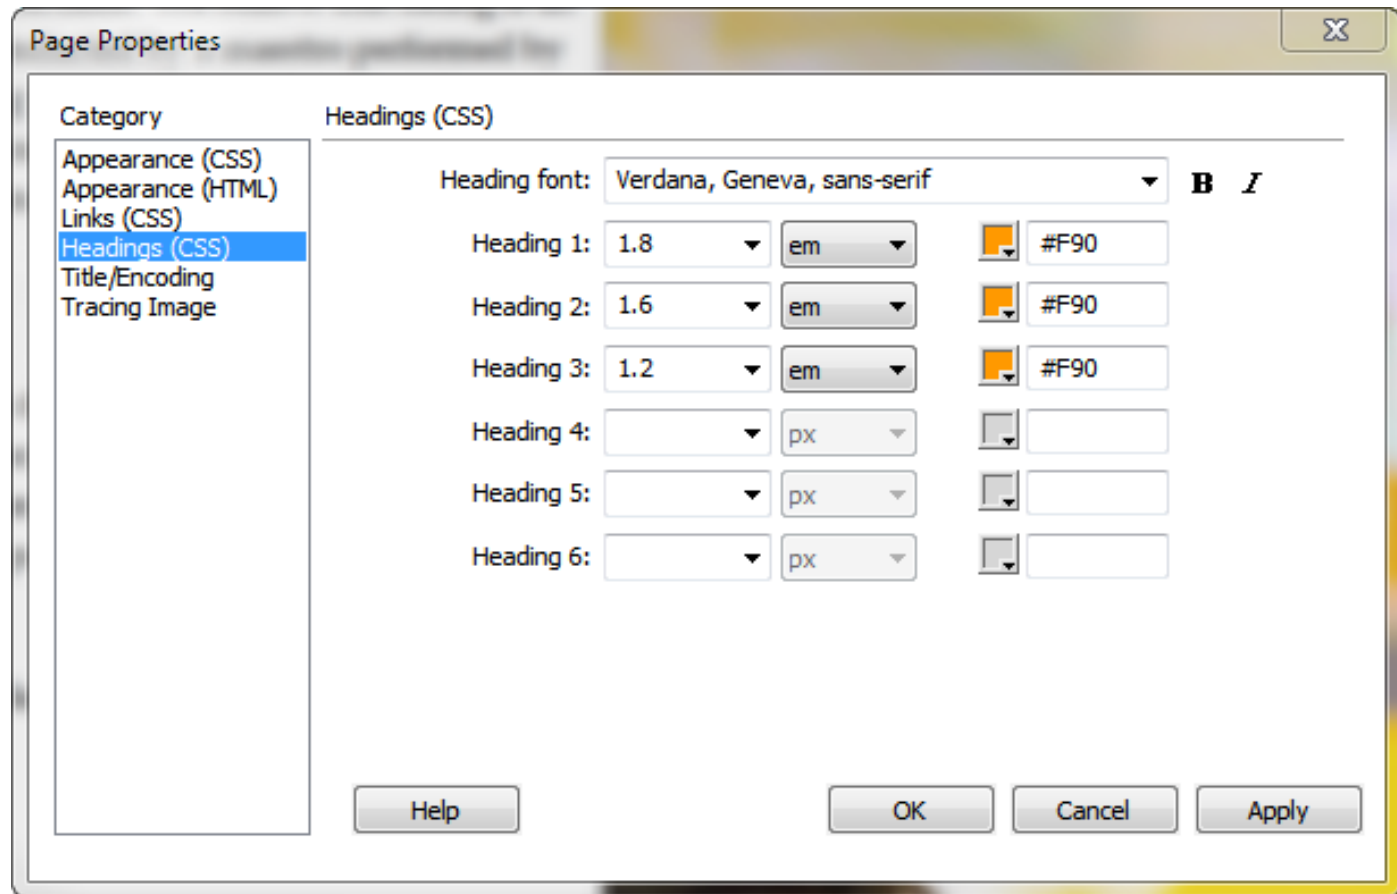 Page Properties
Category
Appearance (CSS)
Appearance (HTML)
Links (CSS)
Headings (CSS)
Title/Encoding
Tracing Image
Headings (CSS)
Heading font: Verdana, Geneva, sans-serif B I
Heading 1: 1.8 em #F90
Heading 2: 1.6 em #F90
Heading 3: 1.2 em #F90
Heading 4: px
Heading 5: px
Heading 6: px
Help OK Cancel Apply